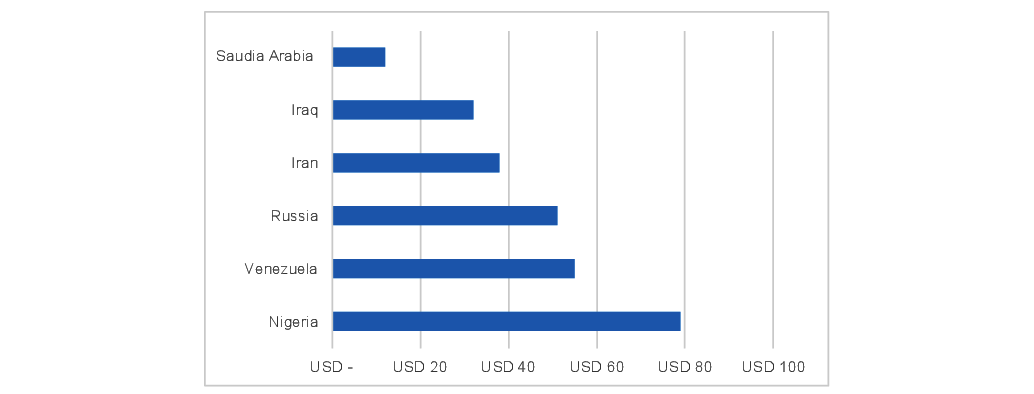 Saudia Arabia
Iraq
Iran
Russia
Venezuela
Nigeria
USD - USD 20 USD 40 USD 60 USD 80 USD 100